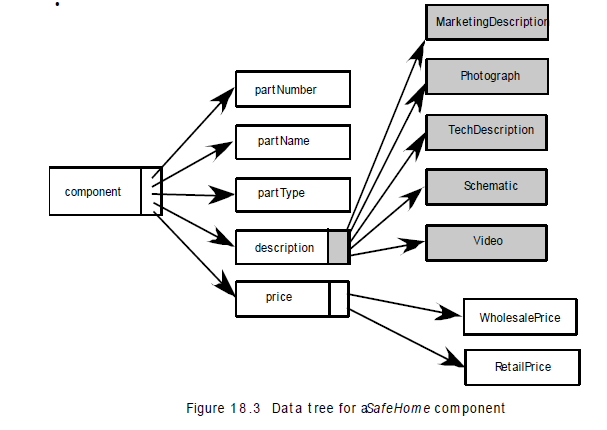 MarketingDescription
Photograph
partNumber
TechDescription
partName
component
partType
Schematic
description
Video
price
WholesalePrice
RetailPrice
Figure 18.3 Data tree for a SafeHome component